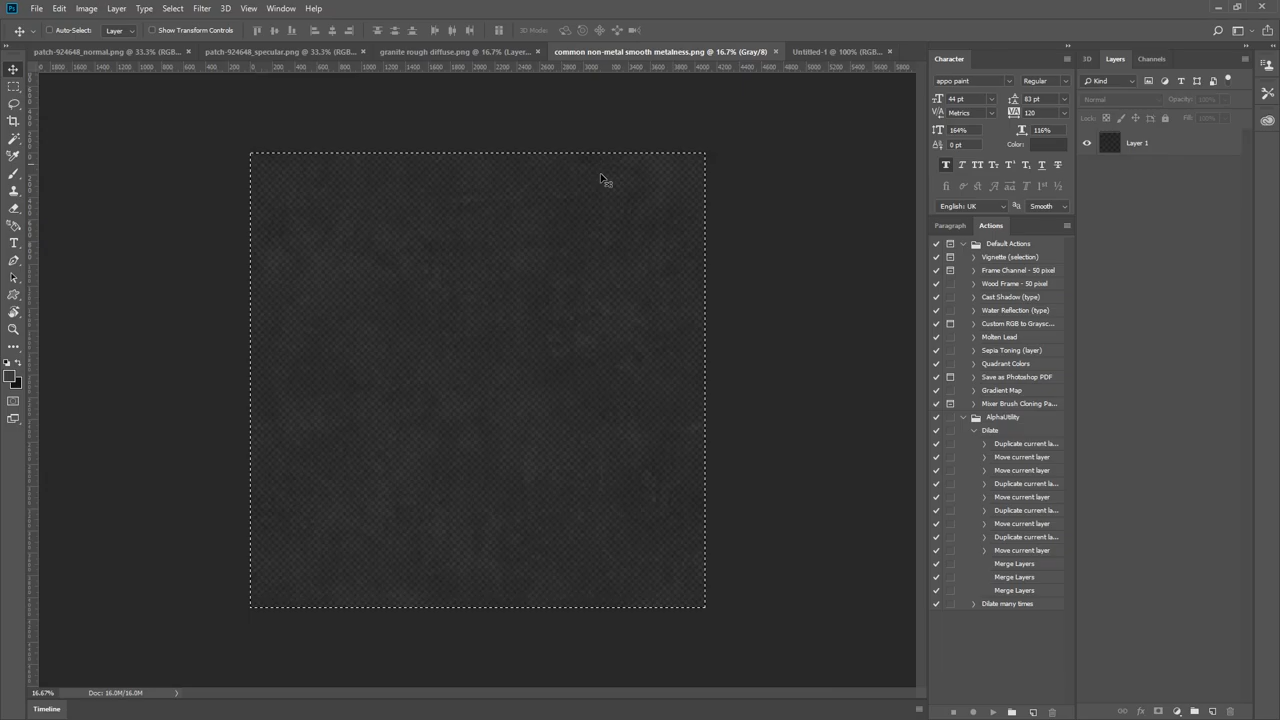 File Edit Image Layer Type Select Filter 3D View Window Help
Auto-Select: Layer Show Transform Controls 3D Mode:
patch-924648_normal.png @ 33.3% (RGB... × patch-924648_specular.png @ 33.3% (RGB... × granite rough diffuse.png @ 16.7% (Layer... × common non-metal smooth metalness.png @ 16.7% (Gray/8) × Untitled-1 @ 100% (RGB... ×
Character
appo paint Regular
44 pt 83 pt
Metrics 120
164% 116%
0 pt Color:
English: UK Smooth
Paragraph Actions
Default Actions
Vignette (selection)
Frame Channel - 50 pixel
Wood Frame - 50 pixel
Cast Shadow (type)
Water Reflection (type)
Custom RGB to Graysc...
Molten Lead
Sepia Toning (layer)
Quadrant Colors
Save as Photoshop PDF
Gradient Map
Mixer Brush Cloning Pa...
AlphaUtility
Dilate
Duplicate current la...
Move current layer
Move current layer
Duplicate current la...
Move current layer
Duplicate current la...
Move current layer
Duplicate current la...
Move current layer
Merge Layers
Merge Layers
Merge Layers
Dilate many times
3D Layers Channels
Kind
Normal Opacity: 100%
Lock: Fill: 100%
Layer 1
16.67% Doc: 16.0M/16.0M
Timeline